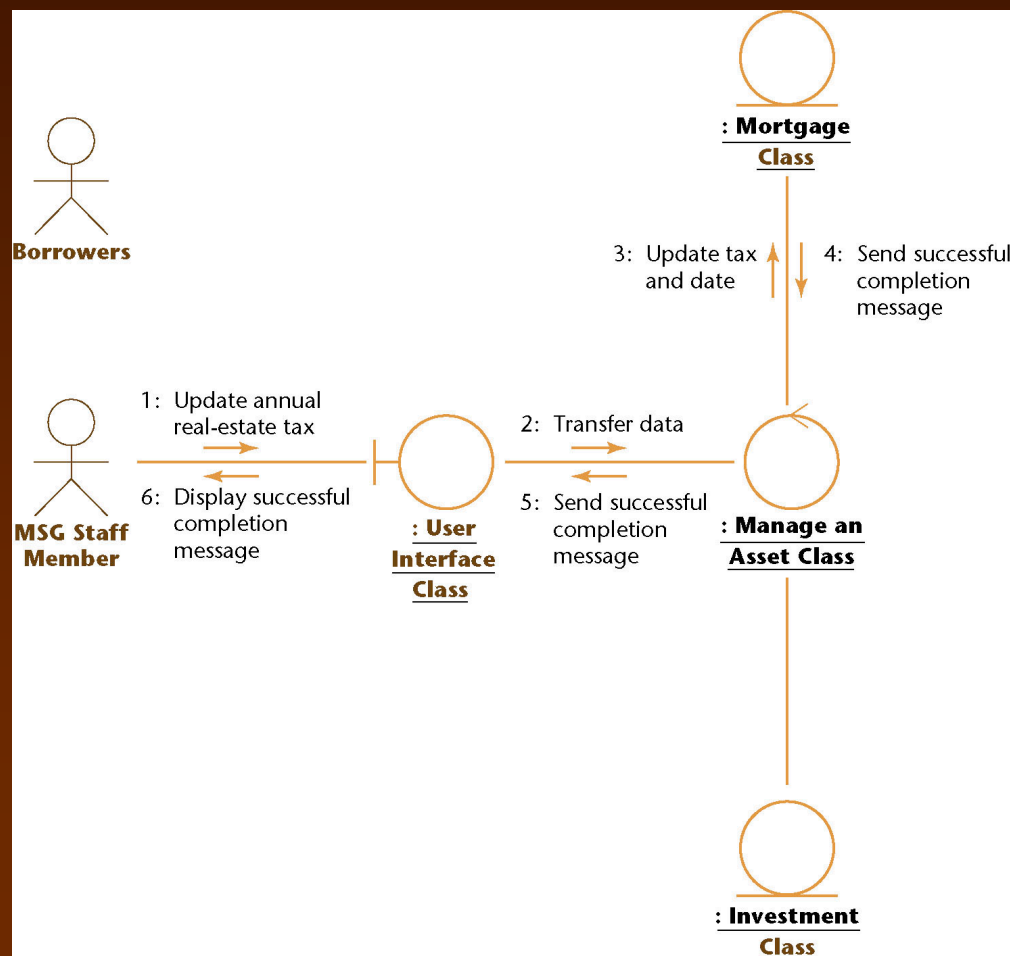 : Mortgage
Class
Borrowers
3: Update tax
and date
4: Send successful
completion
message
1: Update annual
real-estate tax
2: Transfer data
6: Display successful
completion
message
5: Send successful
completion
message
MSG Staff
Member
: User
Interface
Class
: Manage an
Asset Class
: Investment
Class